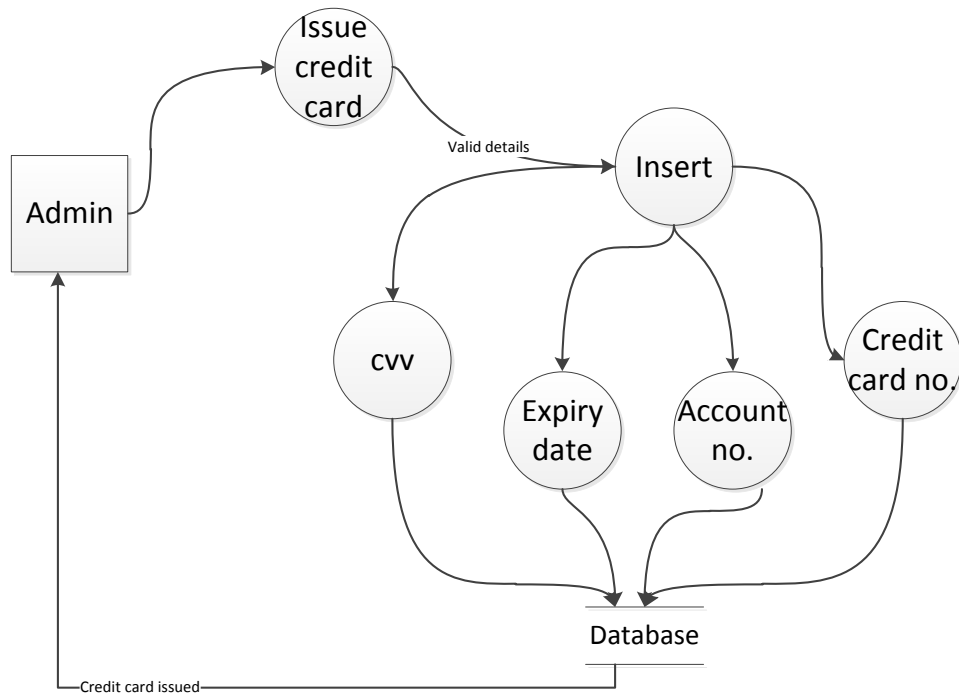 Issue
credit
card
Valid details
Insert
Admin
cvv
Credit
card no.
Expiry
date
Account
no.
Database
Credit card issued